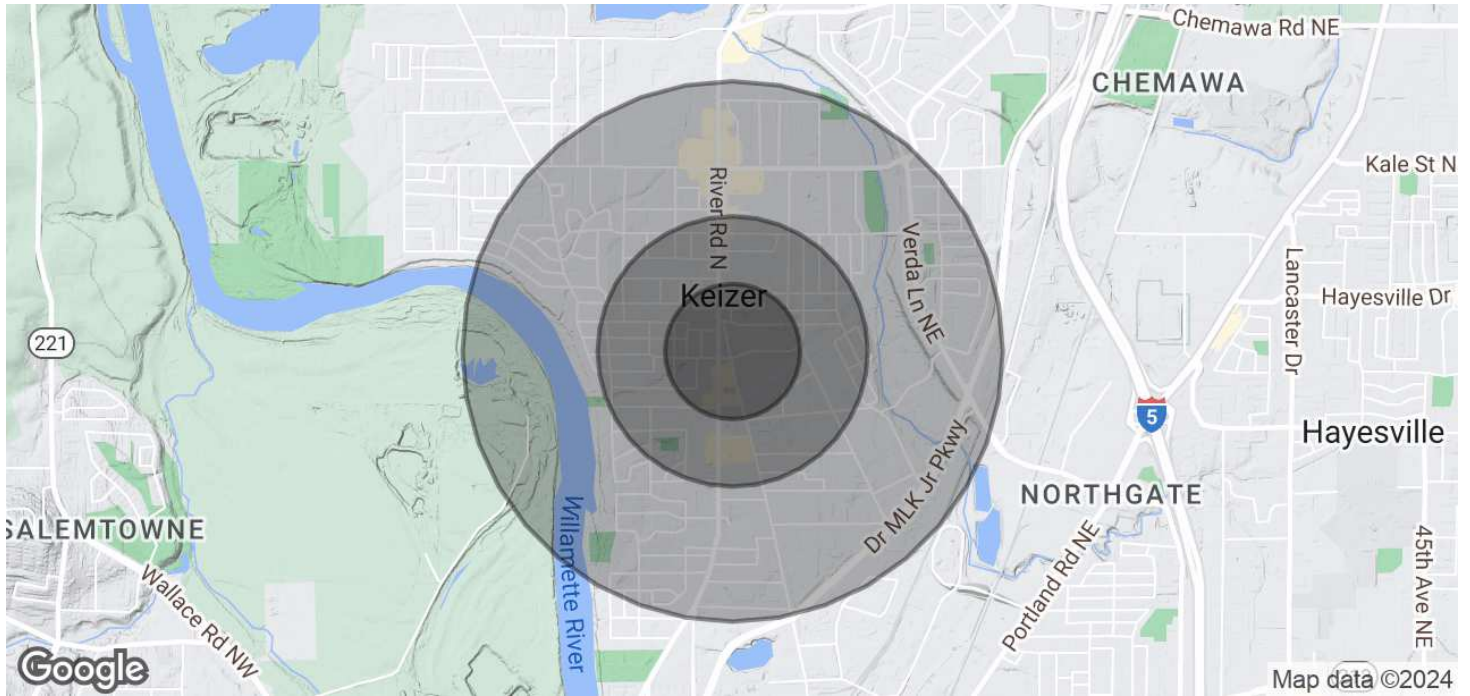 Chemawa Rd NE
CHEMAWA
Kale St N
River Rd N
Verda Ln NE
Keizer
Lancaster Dr
Hayesville Dr
221
5
Hayesville
Dr MLK Jr Pkwy
NORTHGATE
SALEMTOWNE
Willamette River
Portland Rd NE
45th Ave NE
Wallace Rd NW
Google
Map data ©2024